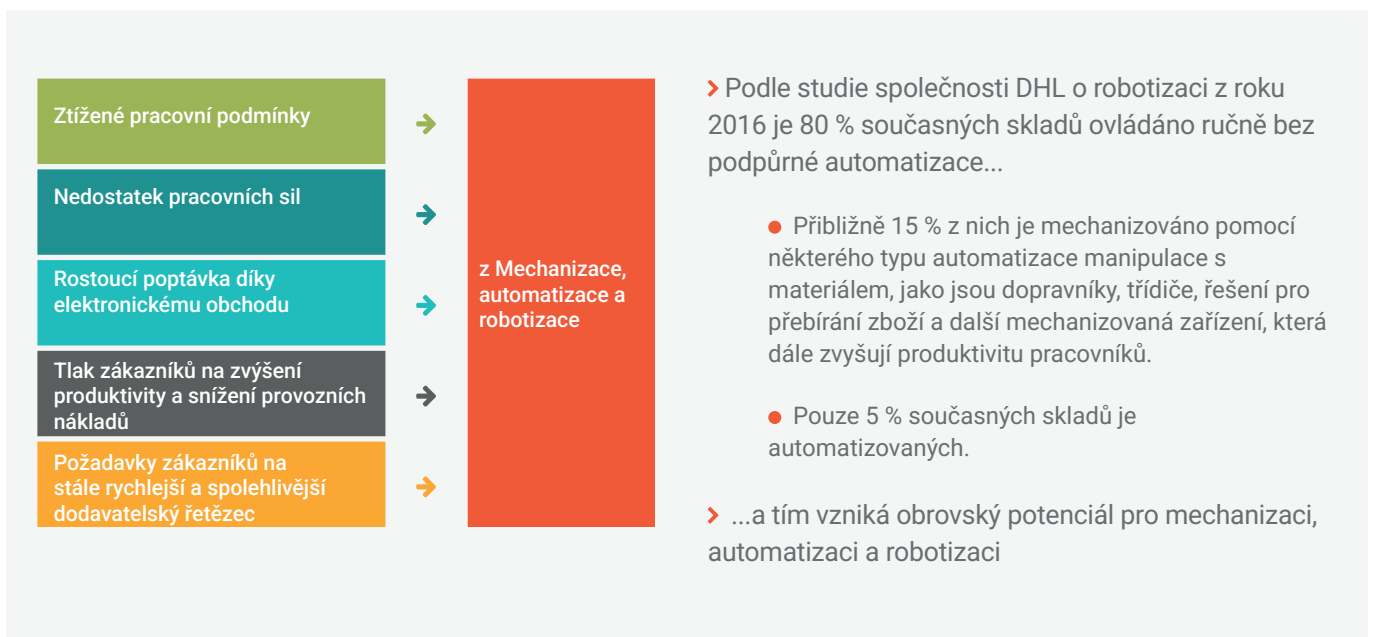 Ztížené pracovní podmínky
Nedostatek pracovních sil
Rostoucí poptávka díky
elektronickému obchodu
Tlak zákazníků na zvýšení
produktivity a snížení provozních
nákladů
Požadavky zákazníků na
stále rychlejší a spolehlivější
dodavatelský řetězec
z Mechanizace,
automatizace a
robotizace
Podle studie společnosti DHL o robotizaci z roku
2016 je 80 % současných skladů ovládáno ručně bez
podpůrné automatizace...
Přibližně 15 % z nich je mechanizováno pomocí
některého typu automatizace manipulace s
materiálem, jako jsou dopravníky, třídiče, řešení pro
přebírání zboží a další mechanizovaná zařízení, která
dále zvyšují produktivitu pracovníků.
Pouze 5 % současných skladů je
automatizovaných.
...a tím vzniká obrovský potenciál pro mechanizaci,
automatizaci a robotizaci